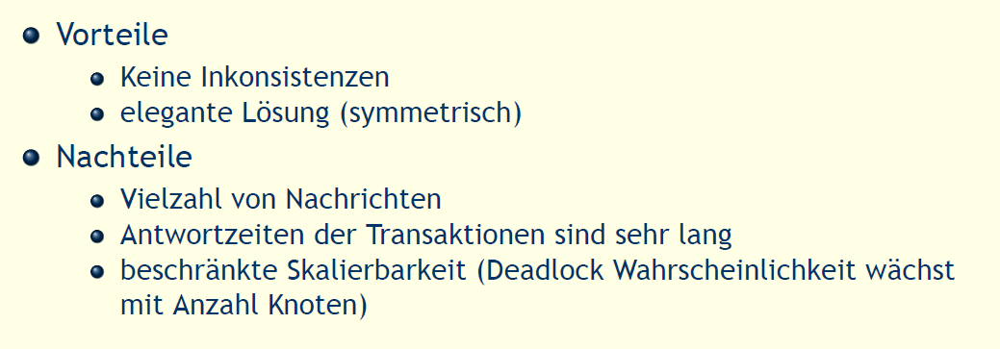 Vorteile
Keine Inkonsistenzen
elegante Lösung (symmetrisch)
Nachteile
Vielzahl von Nachrichten
Antwortzeiten der Transaktionen sind sehr lang
beschränkte Skalierbarkeit (Deadlock Wahrscheinlichkeit wächst
mit Anzahl Knoten)